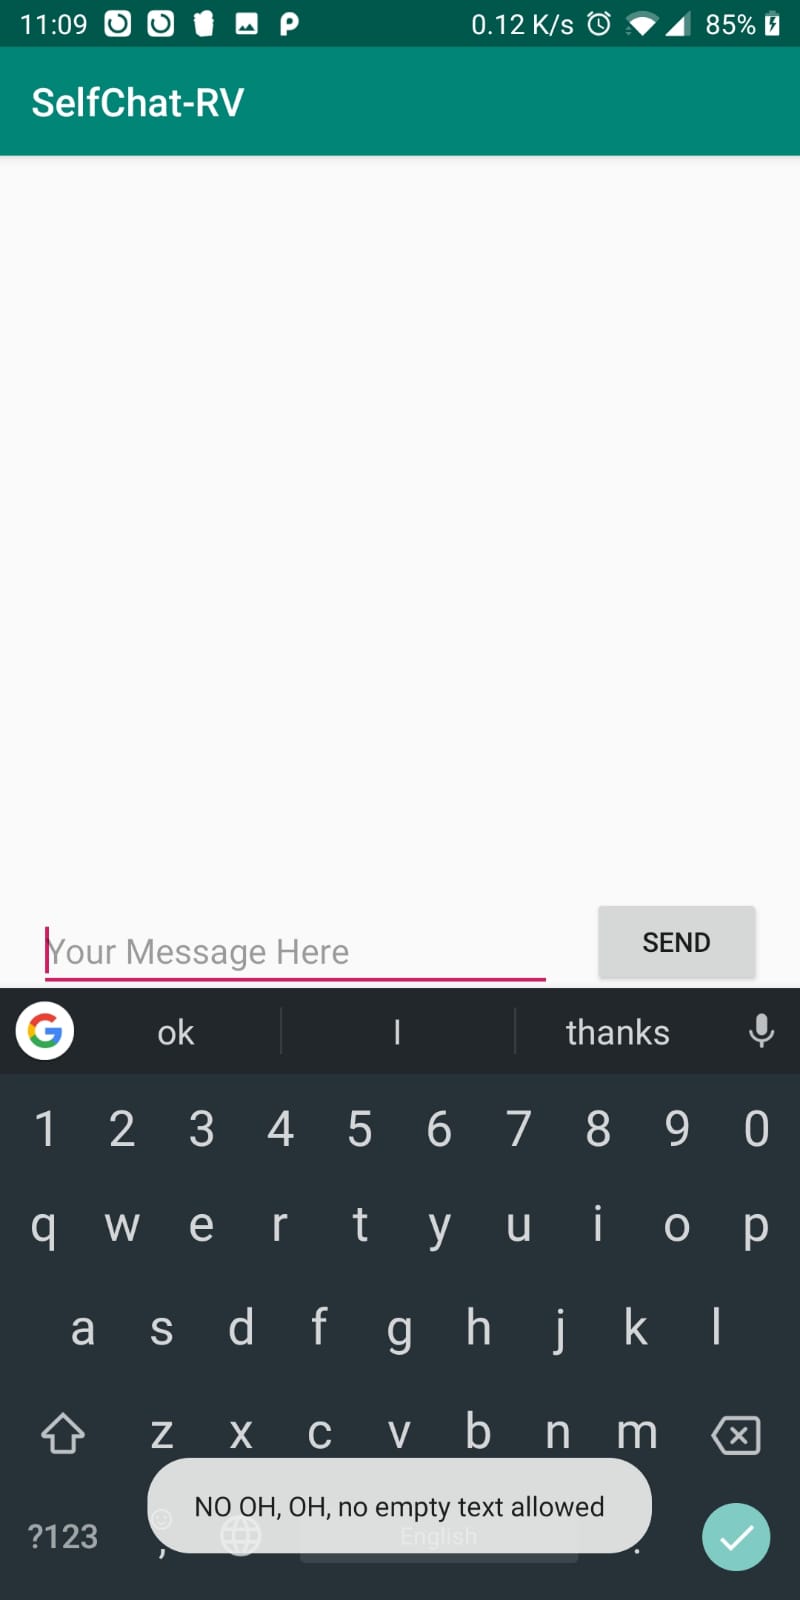 11:09 0.12 K/s 85%
SelfChat-RV
Your Message Here
SEND
ok I thanks
1 2 3 4 5 6 7 8 9 0
q w e r t y u i o p
a s d f g h j k l
z x c v b n m
NO OH, OH, no empty text allowed
?123 , English .